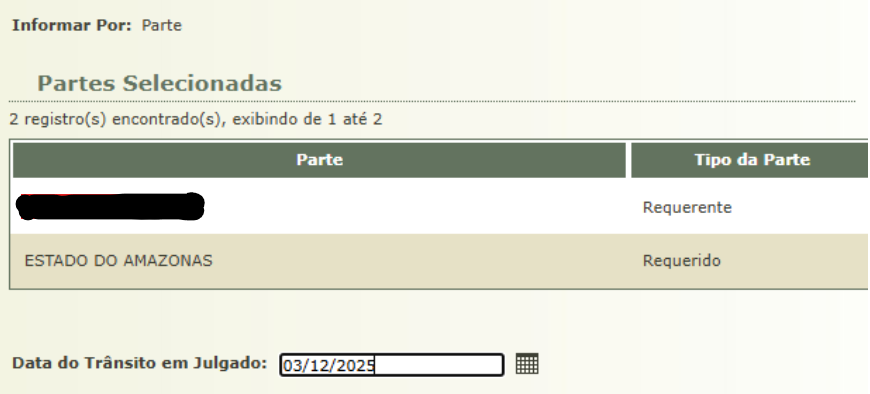 Informar Por: Parte
Partes Selecionadas
2 registro(s) encontrado(s), exibindo de 1 até 2
Parte Tipo da Parte
Requerente
ESTADO DO AMAZONAS Requerido
Data do Trânsito em Julgado: 03/12/2025